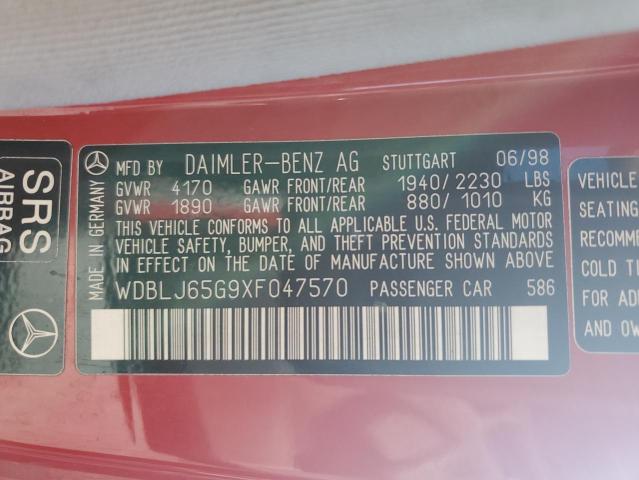 SRS
AIRBAG
MADE IN GERMANY
MFD BY DAIMLER-BENZ AG STUTTGART 06/98
GVWR 4170 GAWR FRONT/REAR 1940/2230 LBS
GVWR 1890 GAWR FRONT/REAR 880/1010 KG
THIS VEHICLE CONFORMS TO ALL APPLICABLE U.S. FEDERAL MOTOR
VEHICLE SAFETY, BUMPER, AND THEFT PREVENTION STANDARDS
IN EFFECT ON THE DATE OF MANUFACTURE SHOWN ABOVE
WDBLJ65G9XF047570 PASSENGER CAR 586
VEHICLE
SEATING
RECOMME
COLD TI
FOR ADD
AND OW